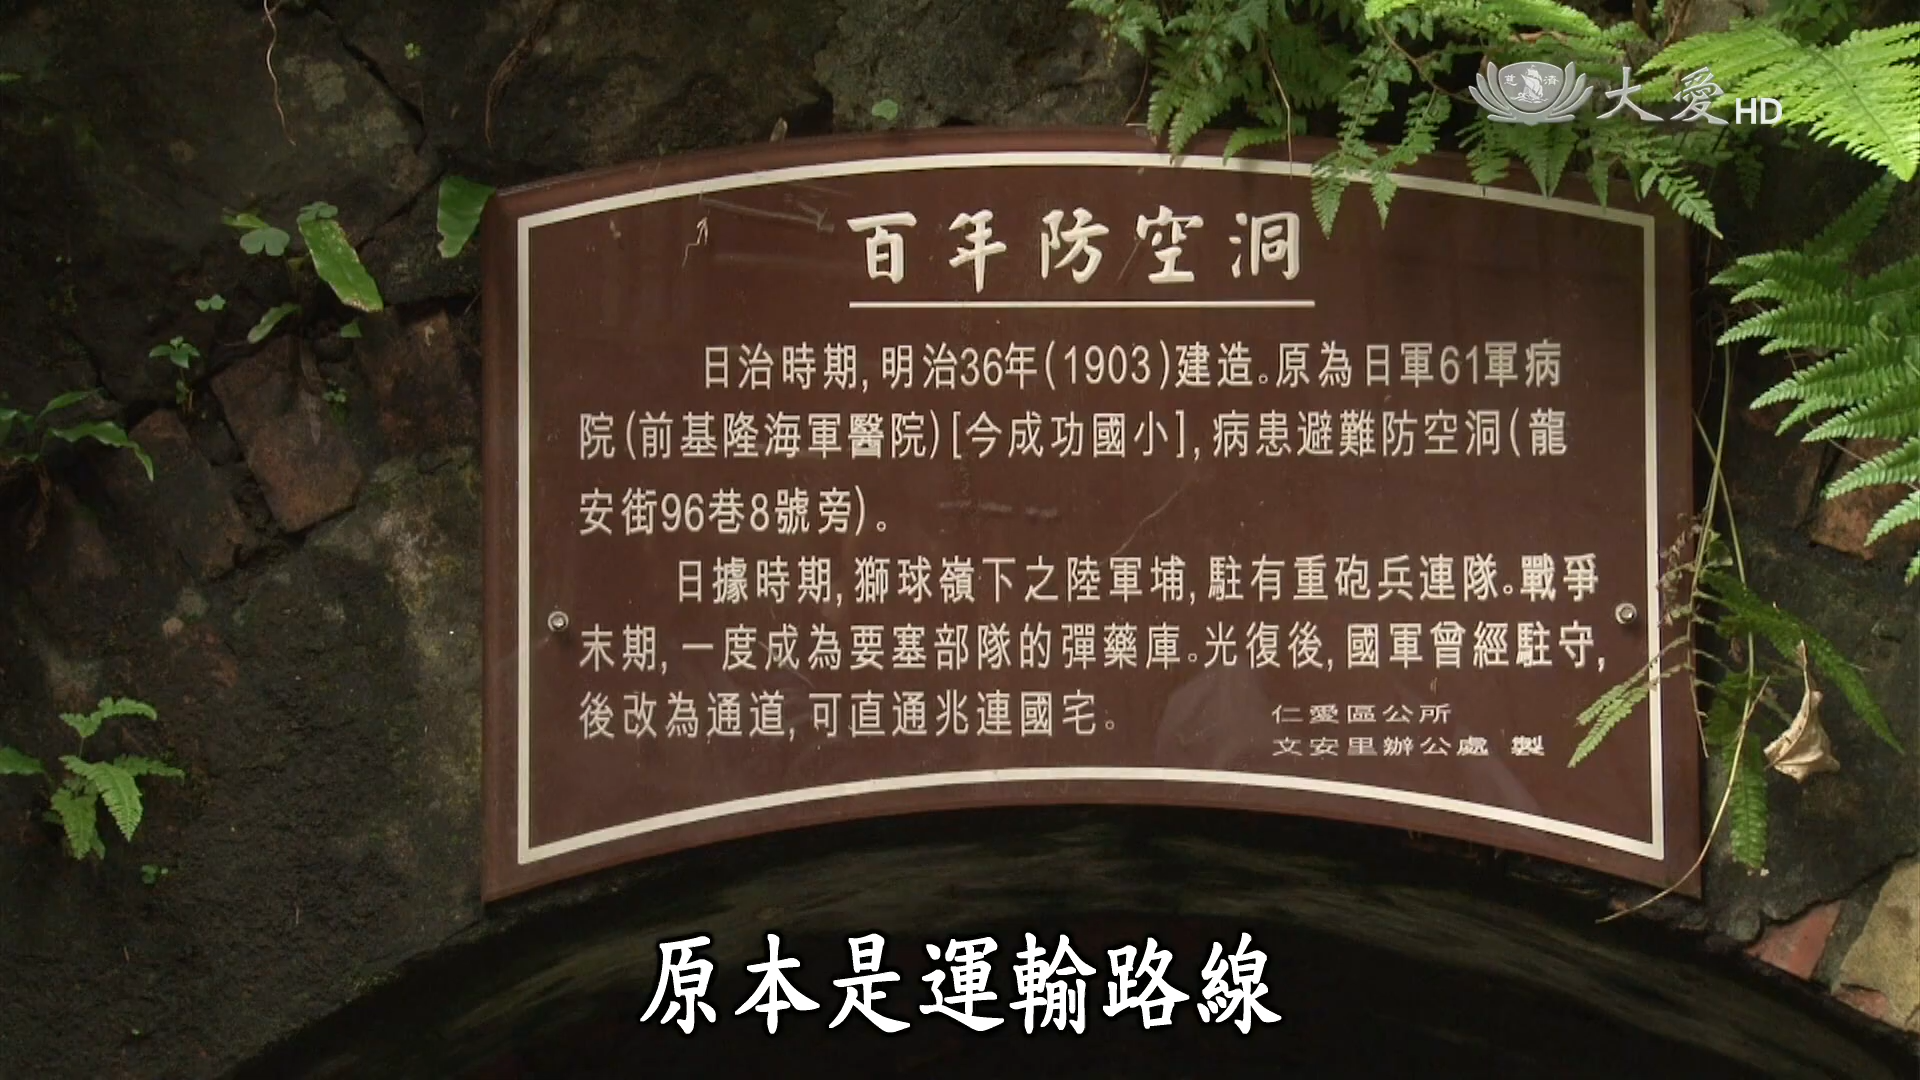 大愛HD
百年防空洞
日治時期,明治36年(1903)建造。原為日軍61軍病
院(前基隆海軍醫院)[今成功國小],病患避難防空洞(龍
安街96巷8號旁)。
日據時期,獅球嶺下之陸軍埔,駐有重砲兵連隊。戰爭
末期,一度成為要塞部隊的彈藥庫。光復後,國軍曾經駐守,
後改為通道,可直通兆連國宅。
仁愛區公所
文安里辦公處 製
原本是運輸路線